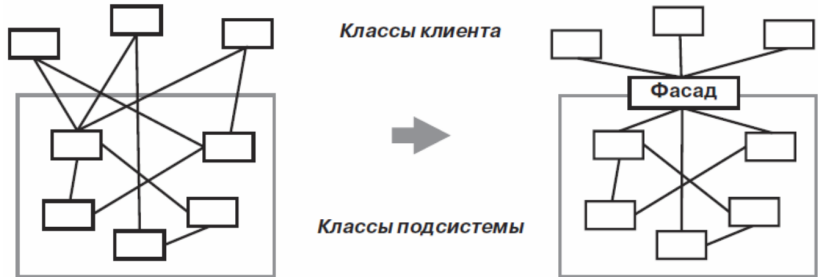 Классы клиента
Фасад
Классы подсистемы